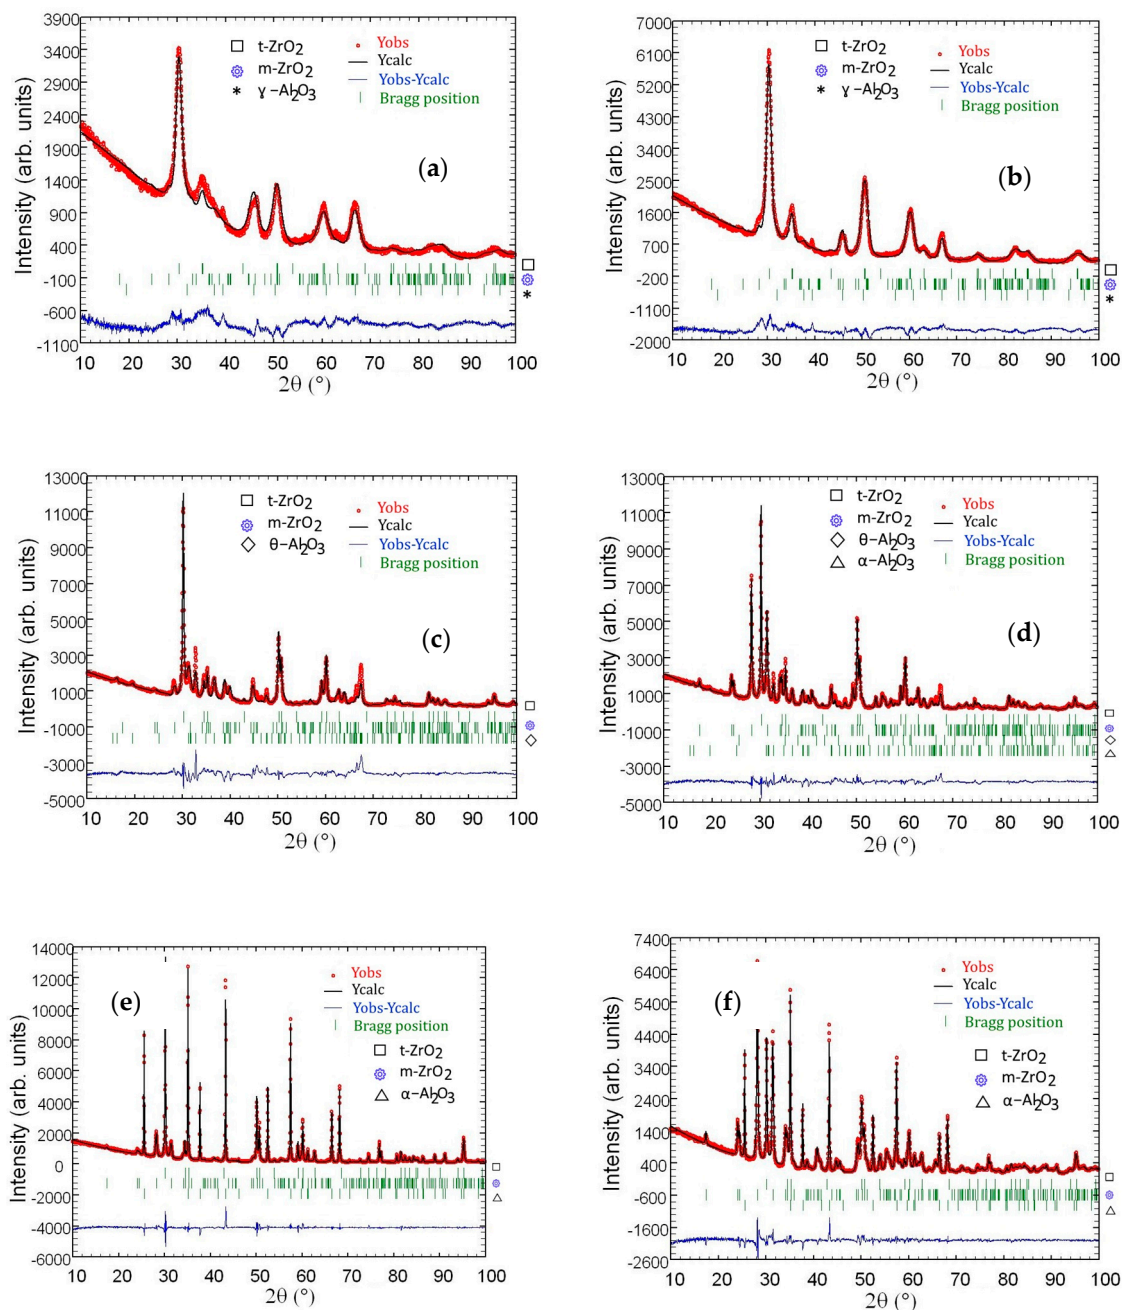 3900
3400
2900
2400
1900
1400
900
400
-100
-600
-1100
Intensity (arb. units)
t-ZrO2
m-ZrO2
* γ −Al2O3
Yobs
Ycalc
Yobs-Ycalc
Bragg position
(a)
*
10 20 30 40 50 60 70 80 90 100
2θ (°)
7000
6100
5200
4300
3400
2500
1600
700
-200
-1100
-2000
Intensity (arb. units)
t-ZrO2
m-ZrO2
* γ −Al2O3
Yobs
Ycalc
Yobs-Ycalc
Bragg position
(b)
*
10 20 30 40 50 60 70 80 90 100
2θ (°)
13000
11000
9000
7000
5000
3000
1000
-1000
-3000
-5000
Intensity (arb. units)
t-ZrO2
m-ZrO2
θ−Al2O3
Yobs
Ycalc
Yobs-Ycalc
Bragg position
(c)
10 20 30 40 50 60 70 80 90 100
2θ (°)
13000
11000
9000
7000
5000
3000
1000
-1000
-3000
-5000
Intensity (arb. units)
t-ZrO2
m-ZrO2
θ−Al2O3
α−Al2O3
Yobs
Ycalc
Yobs-Ycalc
Bragg position
(d)
10 20 30 40 50 60 70 80 90 100
2θ (°)
14000
12000
10000
8000
6000
4000
2000
0
-2000
-4000
-6000
Intensity (arb. units)
(e)
Yobs
Ycalc
Yobs-Ycalc
Bragg position
t-ZrO2
m-ZrO2
α−Al2O3
10 20 30 40 50 60 70 80 90 100
2θ (°)
7400
6400
5400
4400
3400
2400
1400
400
-600
-1600
-2600
Intensity (arb. units)
(f)
Yobs
Ycalc
Yobs-Ycalc
Bragg position
t-ZrO2
m-ZrO2
α−Al2O3
10 20 30 40 50 60 70 80 90 100
2θ (°)